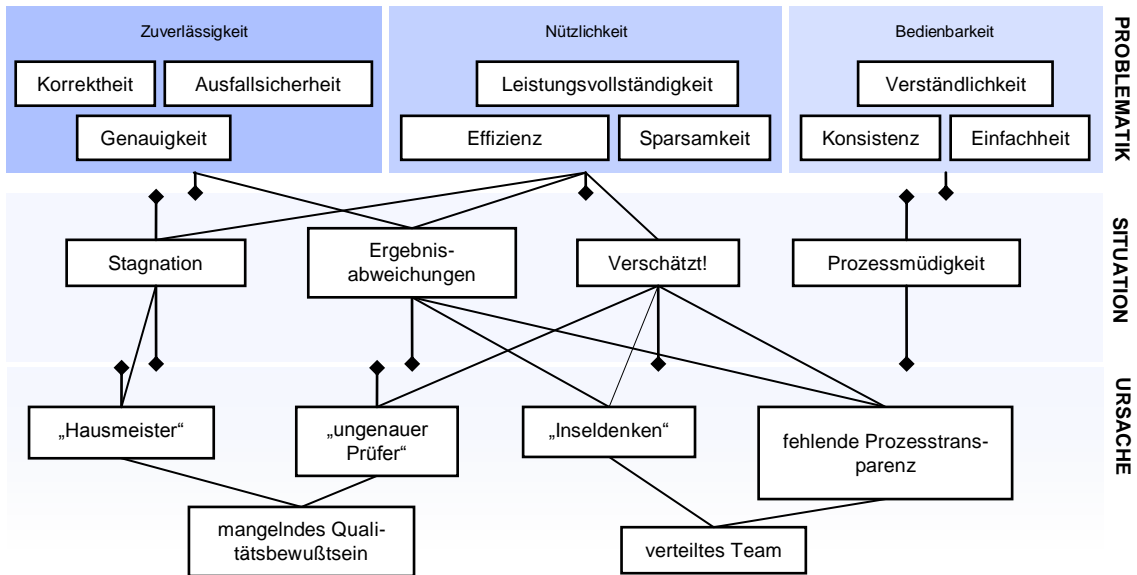 Zuverlässigkeit
Korrektheit
Ausfallsicherheit
Genauigkeit
Nützlichkeit
Leistungsvollständigkeit
Effizienz
Sparsamkeit
Bedienbarkeit
Verständlichkeit
Konsistenz
Einfachheit
PROBLEMATIK
Stagnation
Ergebnis-
abweichungen
Verschätzt!
Prozessmüdigkeit
SITUATION
„Hausmeister“
„ungenauer
Prüfer“
„Inseldenken“
fehlende Prozesstrans-
parenz
mangelndes Quali-
tätsbewußtsein
verteiltes Team
URSACHE